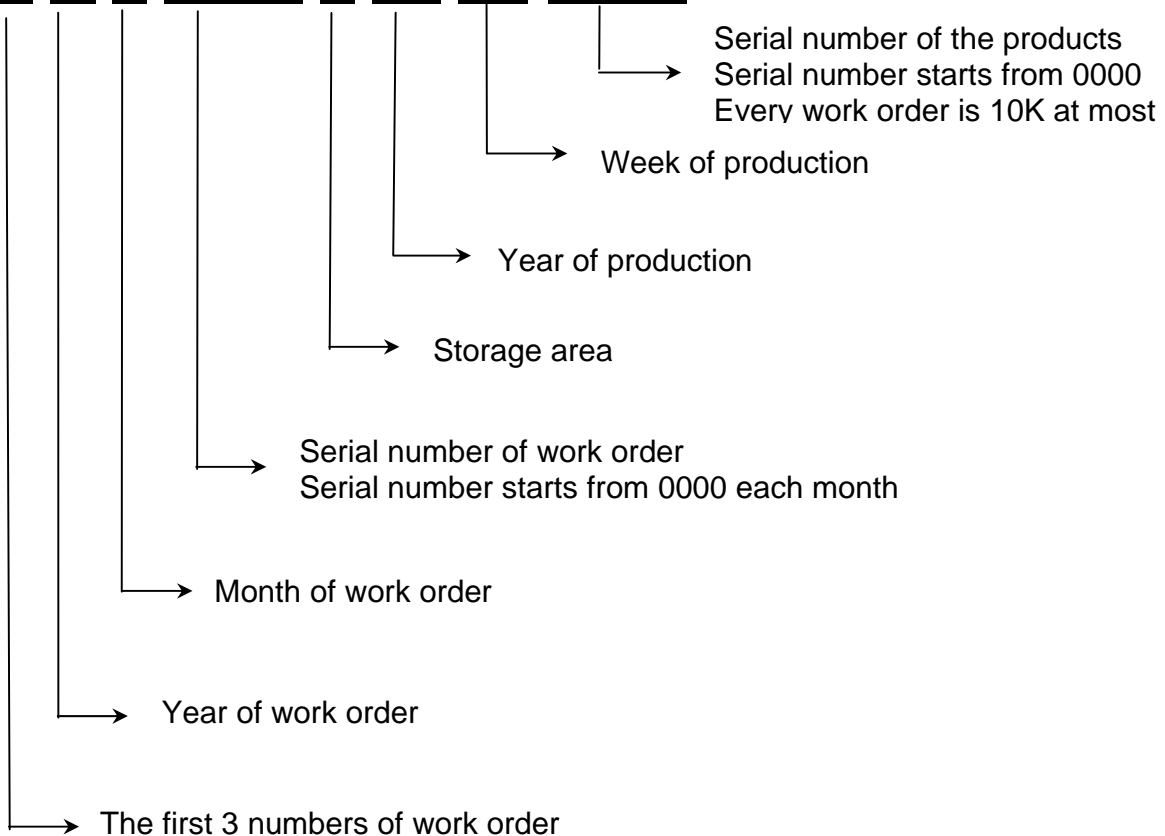 Serial number of the products
Serial number starts from 0000
Every work order is 10K at most
Week of production
Year of production
Storage area
Serial number of work order
Serial number starts from 0000 each month
Month of work order
Year of work order
The first 3 numbers of work order